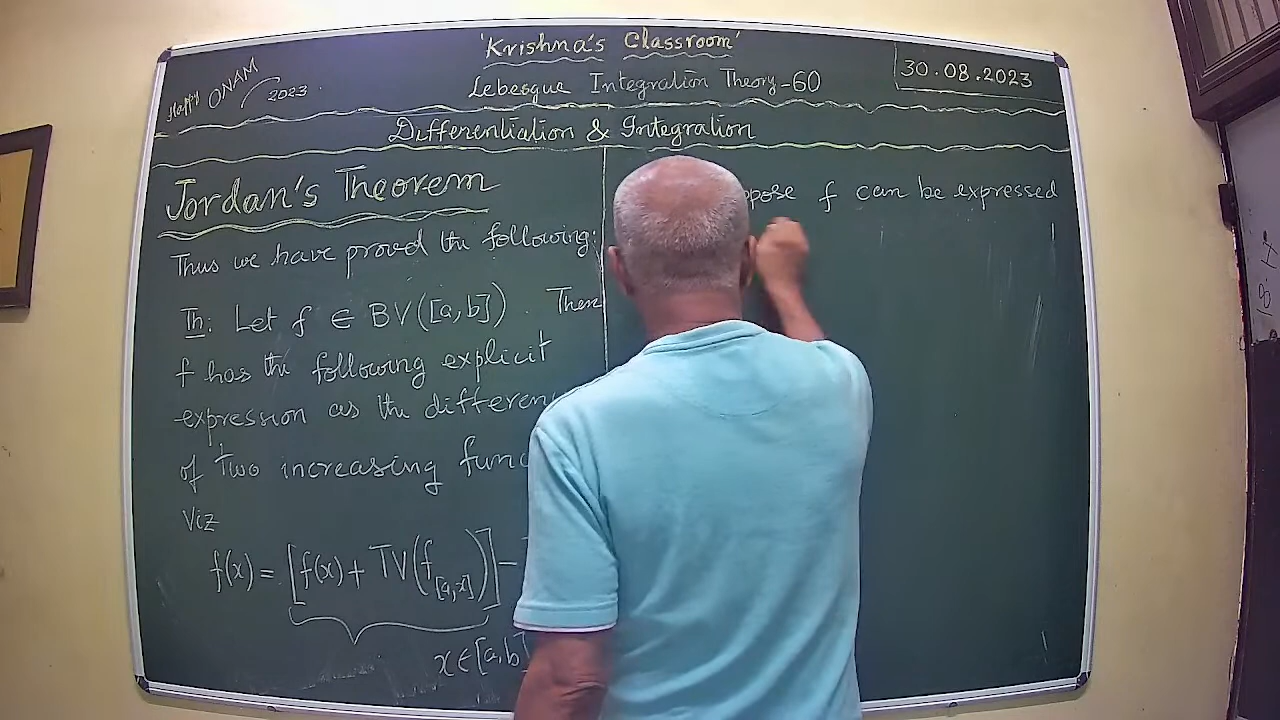 'Krishna's Classroom'
Happy ONAM 2023
Lebesgue Integration Theory-60
30.08.2023
Differentiation & Integration
Jordan's Theorem
Thus we have proved the following:
Th: Let f ∈ BV([a,b]). Then
f has the following explicit
expression as the differen
of two increasing func
Viz
f(x) = [f(x) + TV(f[a,x])] -
x ∈ [a,b]
pose f can be expressed